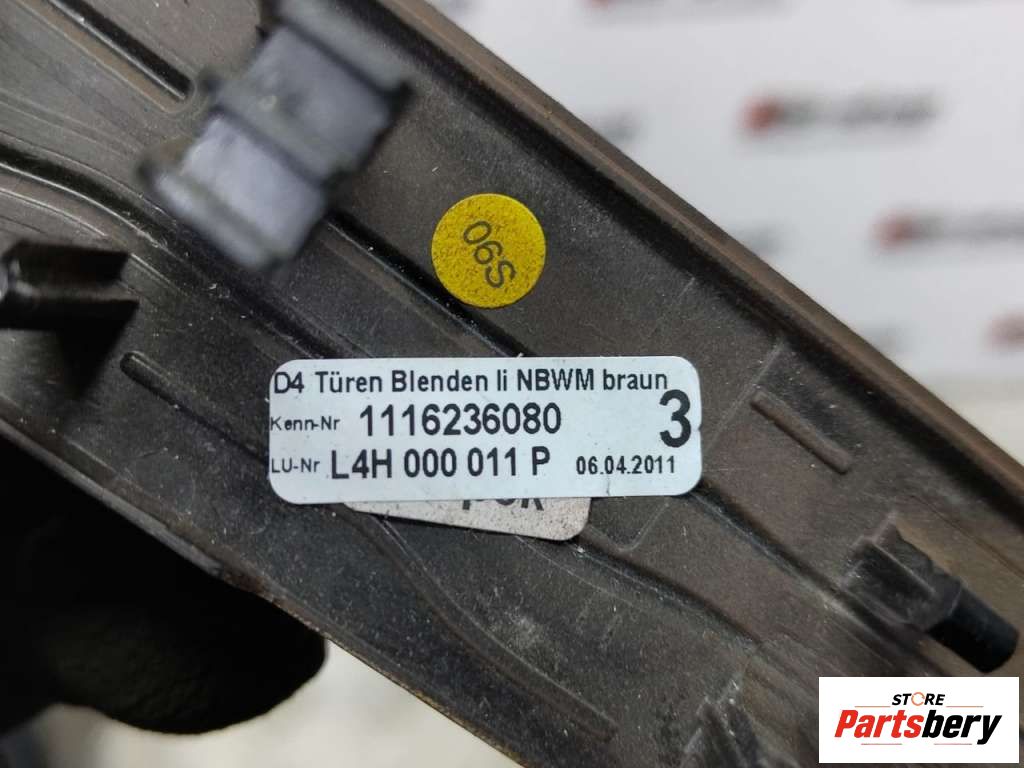 06S
D4 Türen Blenden li NBWM braun
Kenn-Nr 1116236080 3
LU-Nr L4H 000 011 P 06.04.2011
STORE
Partsbery